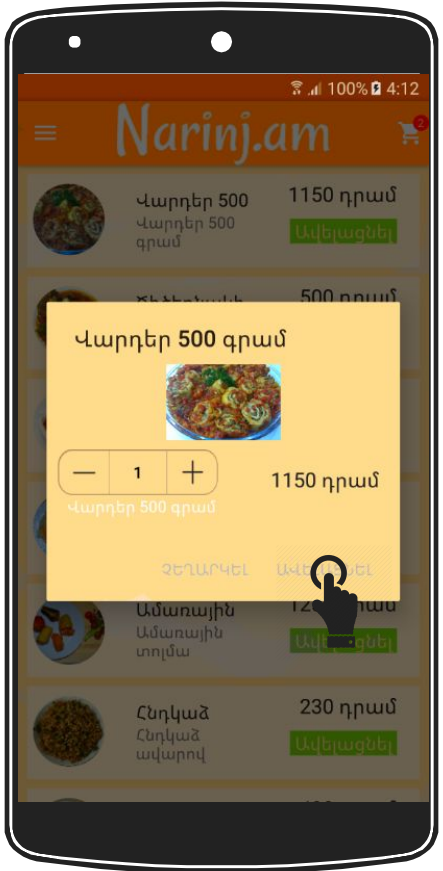 100% 4:12
Narinj.am
2
Վարդեր 500
1150 դրամ
Վարդեր 500
գրամ
Ավելացնել
500 դրամ
Վարդեր 500 գրամ
1
1150 դրամ
Վարդեր 500 գրամ
ՉԵՂԱՐԿԵԼ
Ամառային
Ամառային
տոլմա
Հնդկաձ
230 դրամ
Հնդկաձ
ավարով
Ավելացնել